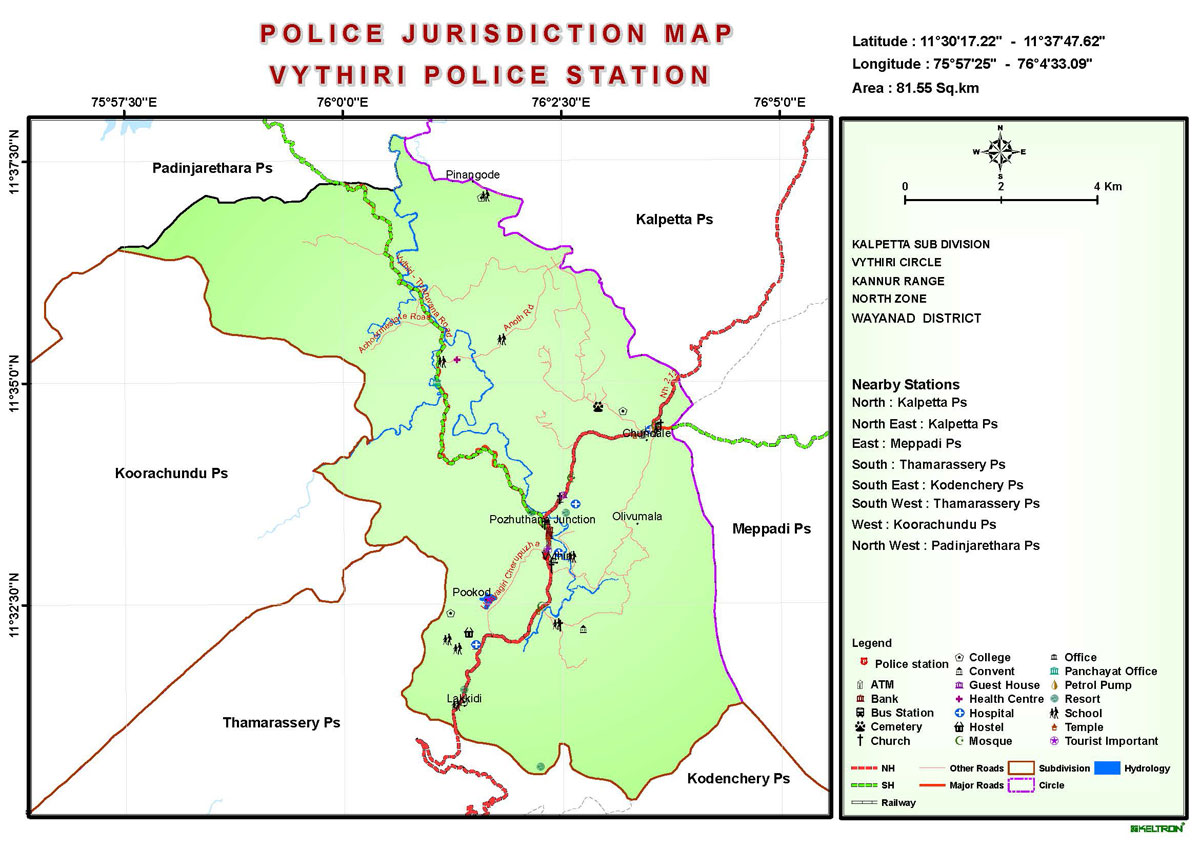 POLICE JURISDICTION MAP
VYTHIRI POLICE STATION
Latitude : 11°30'17.22" - 11°37'47.62"
Longitude : 75°57'25" - 76°4'33.09"
Area : 81.55 Sq.km
75°57'30"E
76°0'0"E
76°2'30"E
76°5'0"E
11°37'30"N
11°35'0"N
11°32'30"N
Padinjarethara Ps
Pinangode
Kalpetta Ps
Vythiri - Tharuvana Road
Anoth Rd
Nh 212
Chundale
Koorachundu Ps
Pozhuthana Junction
Olivumala
Meppadi Ps
Vythiri
Pookod
Lakkidi
Thamarassery Ps
Kodenchery Ps
N
W
E
S
0
2
4 Km
KALPETTA SUB DIVISION
VYTHIRI CIRCLE
KANNUR RANGE
NORTH ZONE
WAYANAD DISTRICT
Nearby Stations
North : Kalpetta Ps
North East : Kalpetta Ps
East : Meppadi Ps
South : Thamarassery Ps
South East : Kodenchery Ps
South West : Thamarassery Ps
West : Koorachundu Ps
North West : Padinjarethara Ps
Legend
Police station
ATM
Bank
Bus Station
Cemetery
Church
College
Convent
Guest House
Health Centre
Hospital
Hostel
Mosque
Office
Panchayat Office
Petrol Pump
Resort
School
Temple
Tourist Important
NH
SH
Railway
Other Roads
Major Roads
Subdivision
Circle
Hydrology
KELTRON